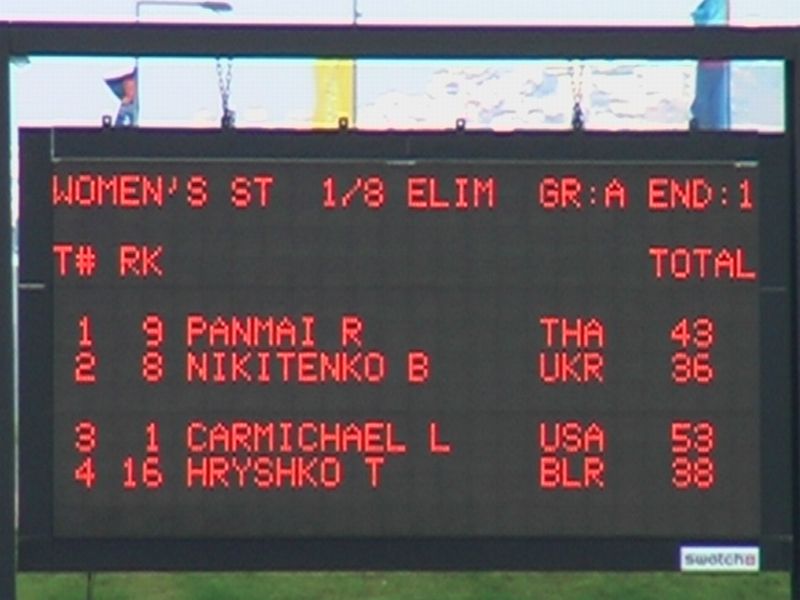 WOMEN'S ST 1/8 ELIM GR:A END:1
T# RK TOTAL
1 9 PANMAI R THA 43
2 8 NIKITENKO B UKR 36
3 1 CARMICHAEL L USA 53
4 16 HRYSHKO T BLR 38
swatch